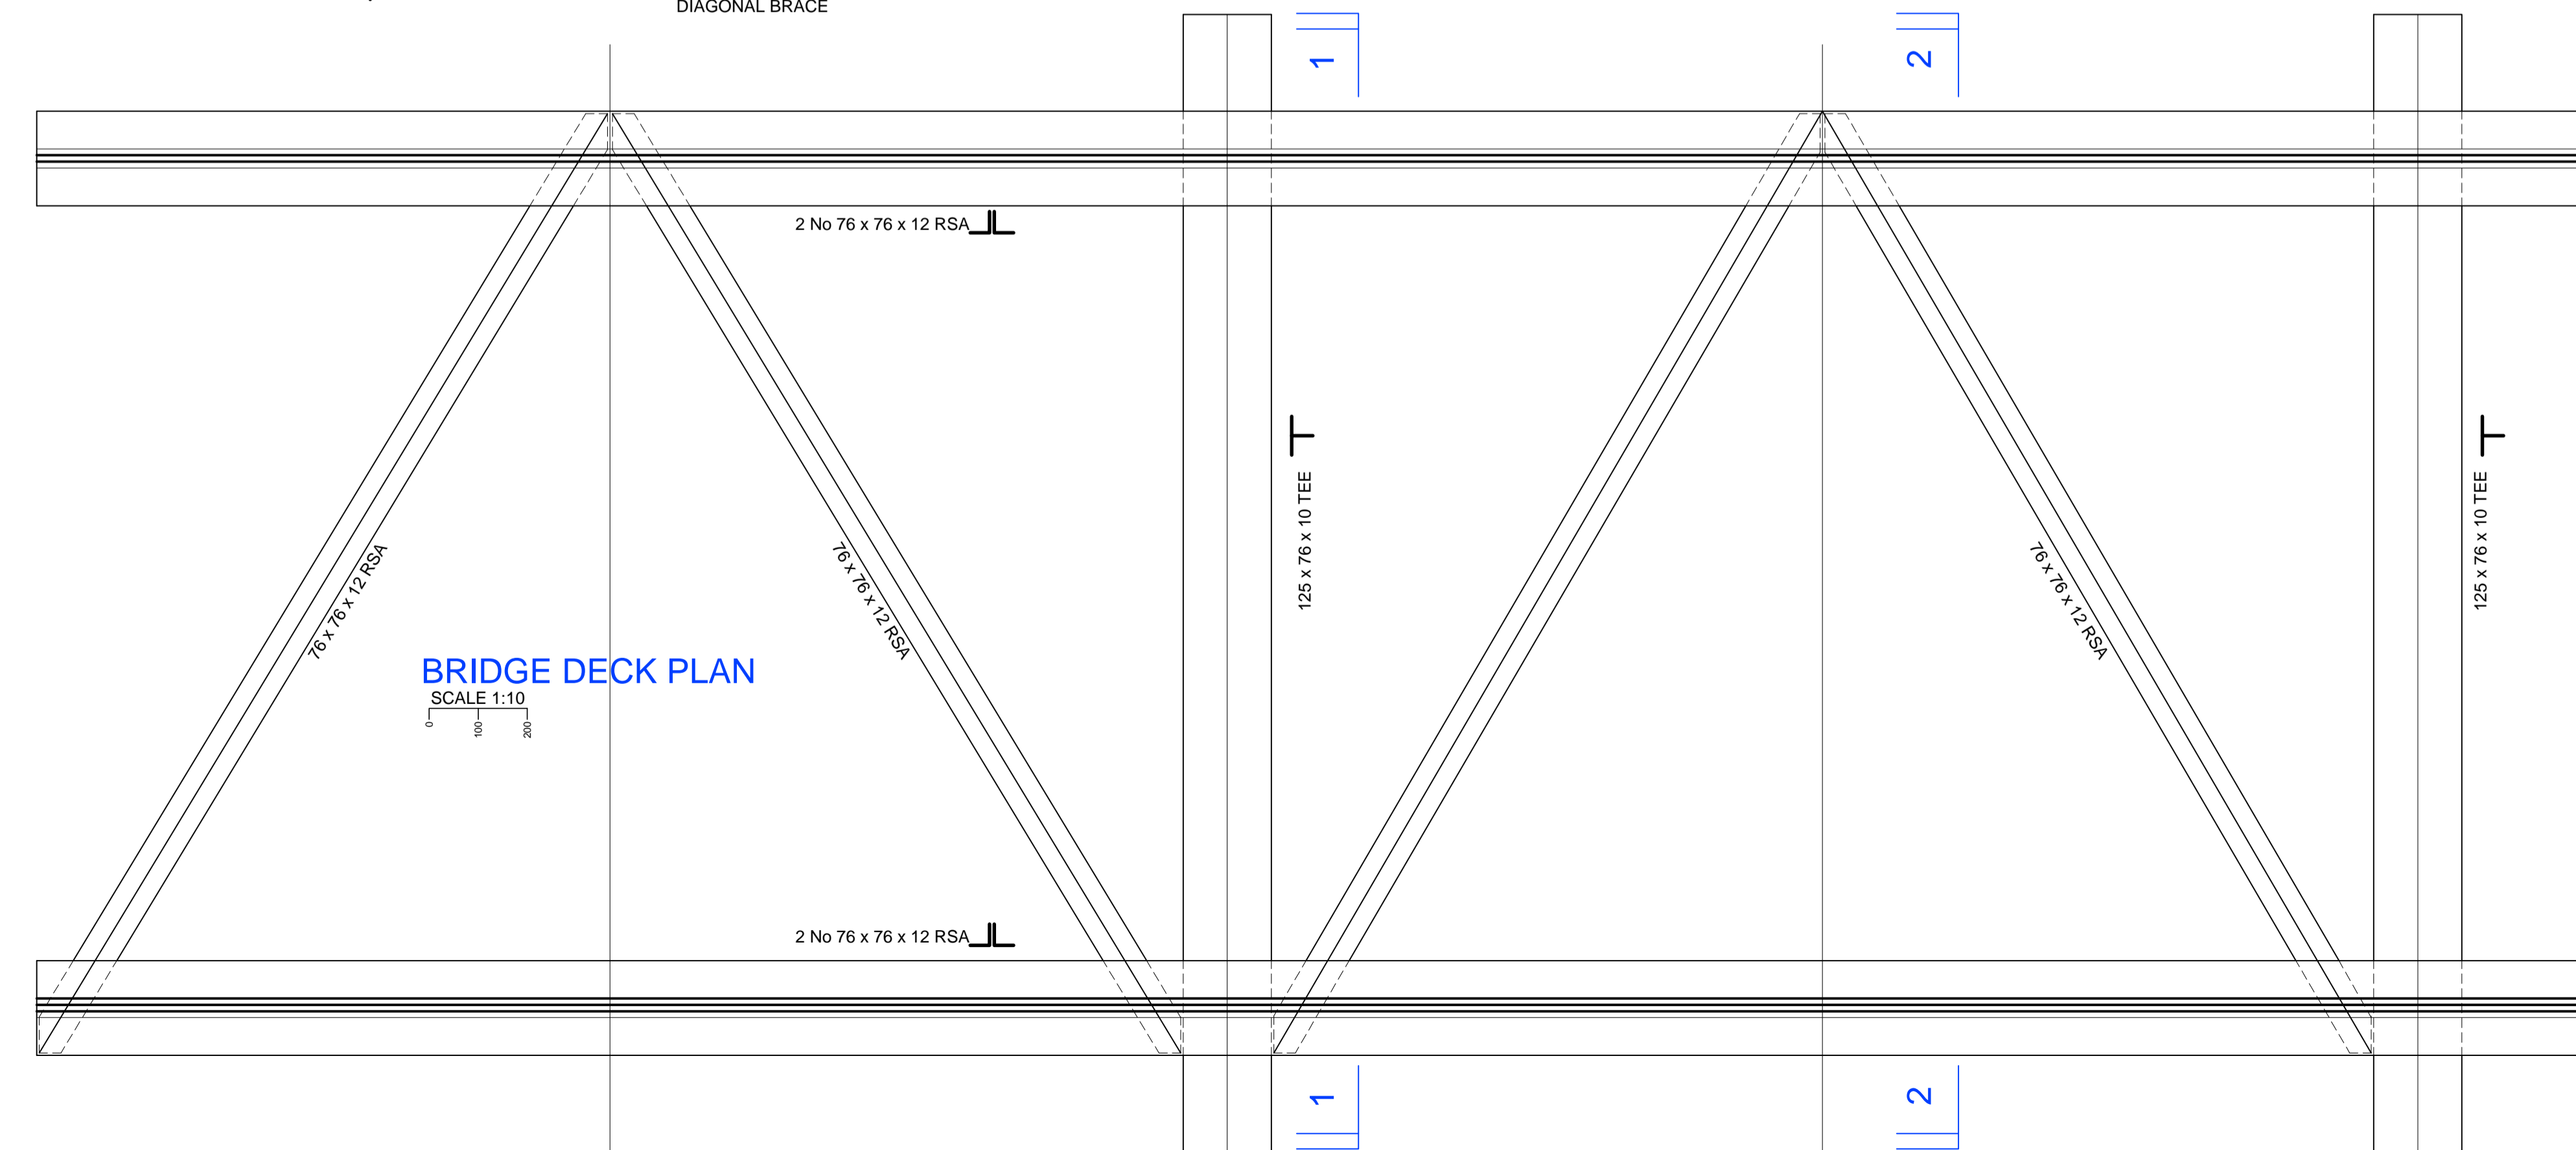 DIAGONAL BRACE
1
2
2 No 76 x 76 x 12 RSA
125 x 76 x 10 TEE
125 x 76 x 10 TEE
76 x 76 x 12 RSA
76 x 76 x 12 RSA
76 x 76 x 12 RSA
BRIDGE DECK PLAN
SCALE 1:10
0 100 200
2 No 76 x 76 x 12 RSA
1
2